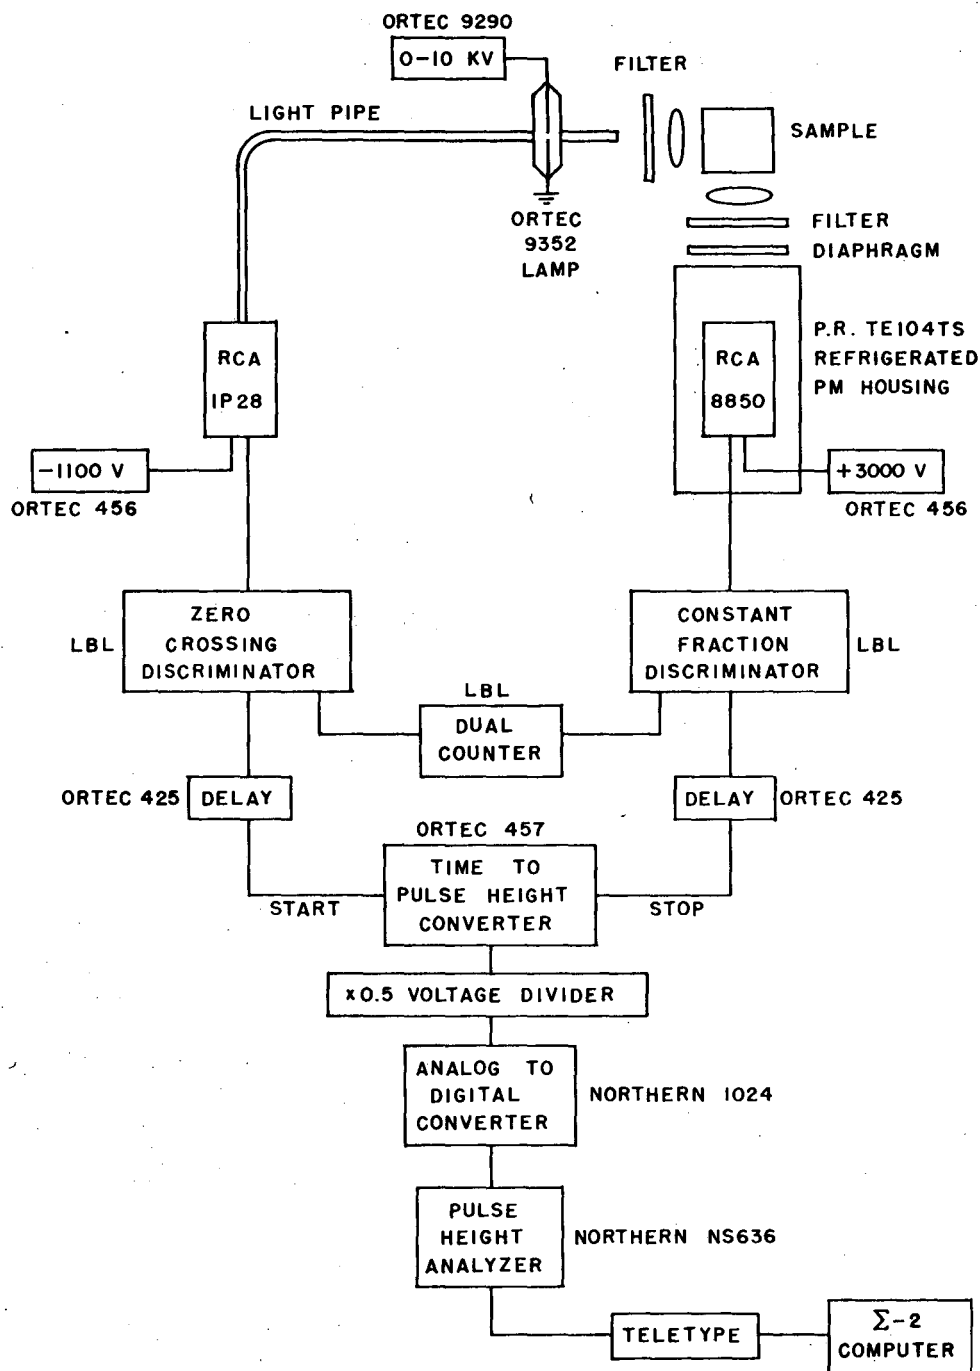 ORTEC 9290
0-10 KV
FILTER
LIGHT PIPE
SAMPLE
ORTEC
9352
LAMP
FILTER
DIAPHRAGM
RCA
IP28
RCA
8850
P.R. TE104TS
REFRIGERATED
PM HOUSING
-1100 V
ORTEC 456
+3000 V
ORTEC 456
LBL
ZERO
CROSSING
DISCRIMINATOR
CONSTANT
FRACTION
DISCRIMINATOR
LBL
LBL
DUAL
COUNTER
ORTEC 425
DELAY
DELAY
ORTEC 425
ORTEC 457
TIME TO
PULSE HEIGHT
CONVERTER
START
STOP
x0.5 VOLTAGE DIVIDER
ANALOG TO
DIGITAL
CONVERTER
NORTHERN 1024
PULSE
HEIGHT
ANALYZER
NORTHERN NS636
TELETYPE
Σ-2
COMPUTER